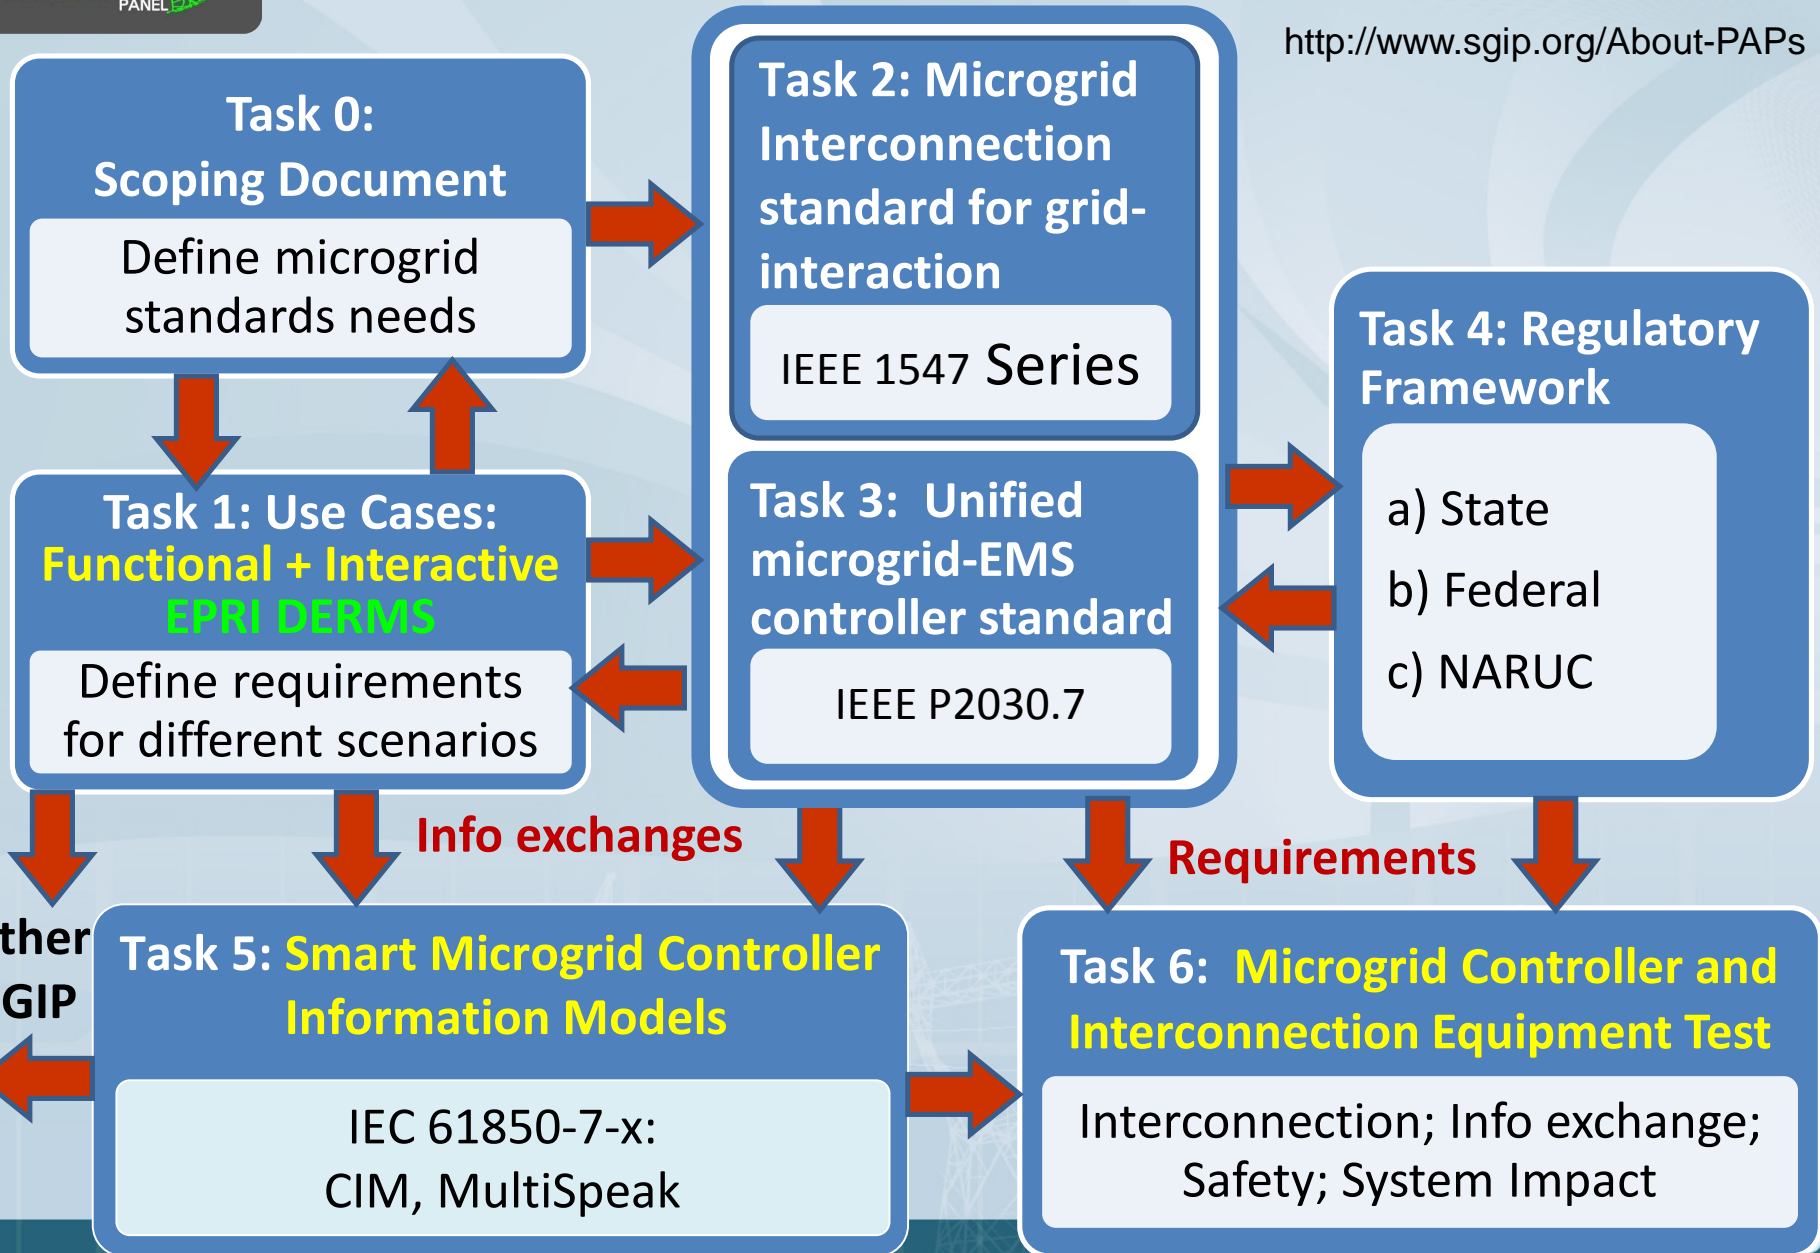 PANEL
http://www.sgip.org/About-PAPs
Task 0:
Scoping Document
Define microgrid
standards needs
Task 2: Microgrid
Interconnection
standard for grid-
interaction
IEEE 1547 Series
Task 1: Use Cases:
Functional + Interactive
EPRI DERMS
Define requirements
for different scenarios
Task 3: Unified
microgrid-EMS
controller standard
IEEE P2030.7
Task 4: Regulatory
Framework
a) State
b) Federal
c) NARUC
Info exchanges
Requirements
ther
GIP
Task 5: Smart Microgrid Controller
Information Models
IEC 61850-7-x:
CIM, MultiSpeak
Task 6: Microgrid Controller and
Interconnection Equipment Test
Interconnection; Info exchange;
Safety; System Impact